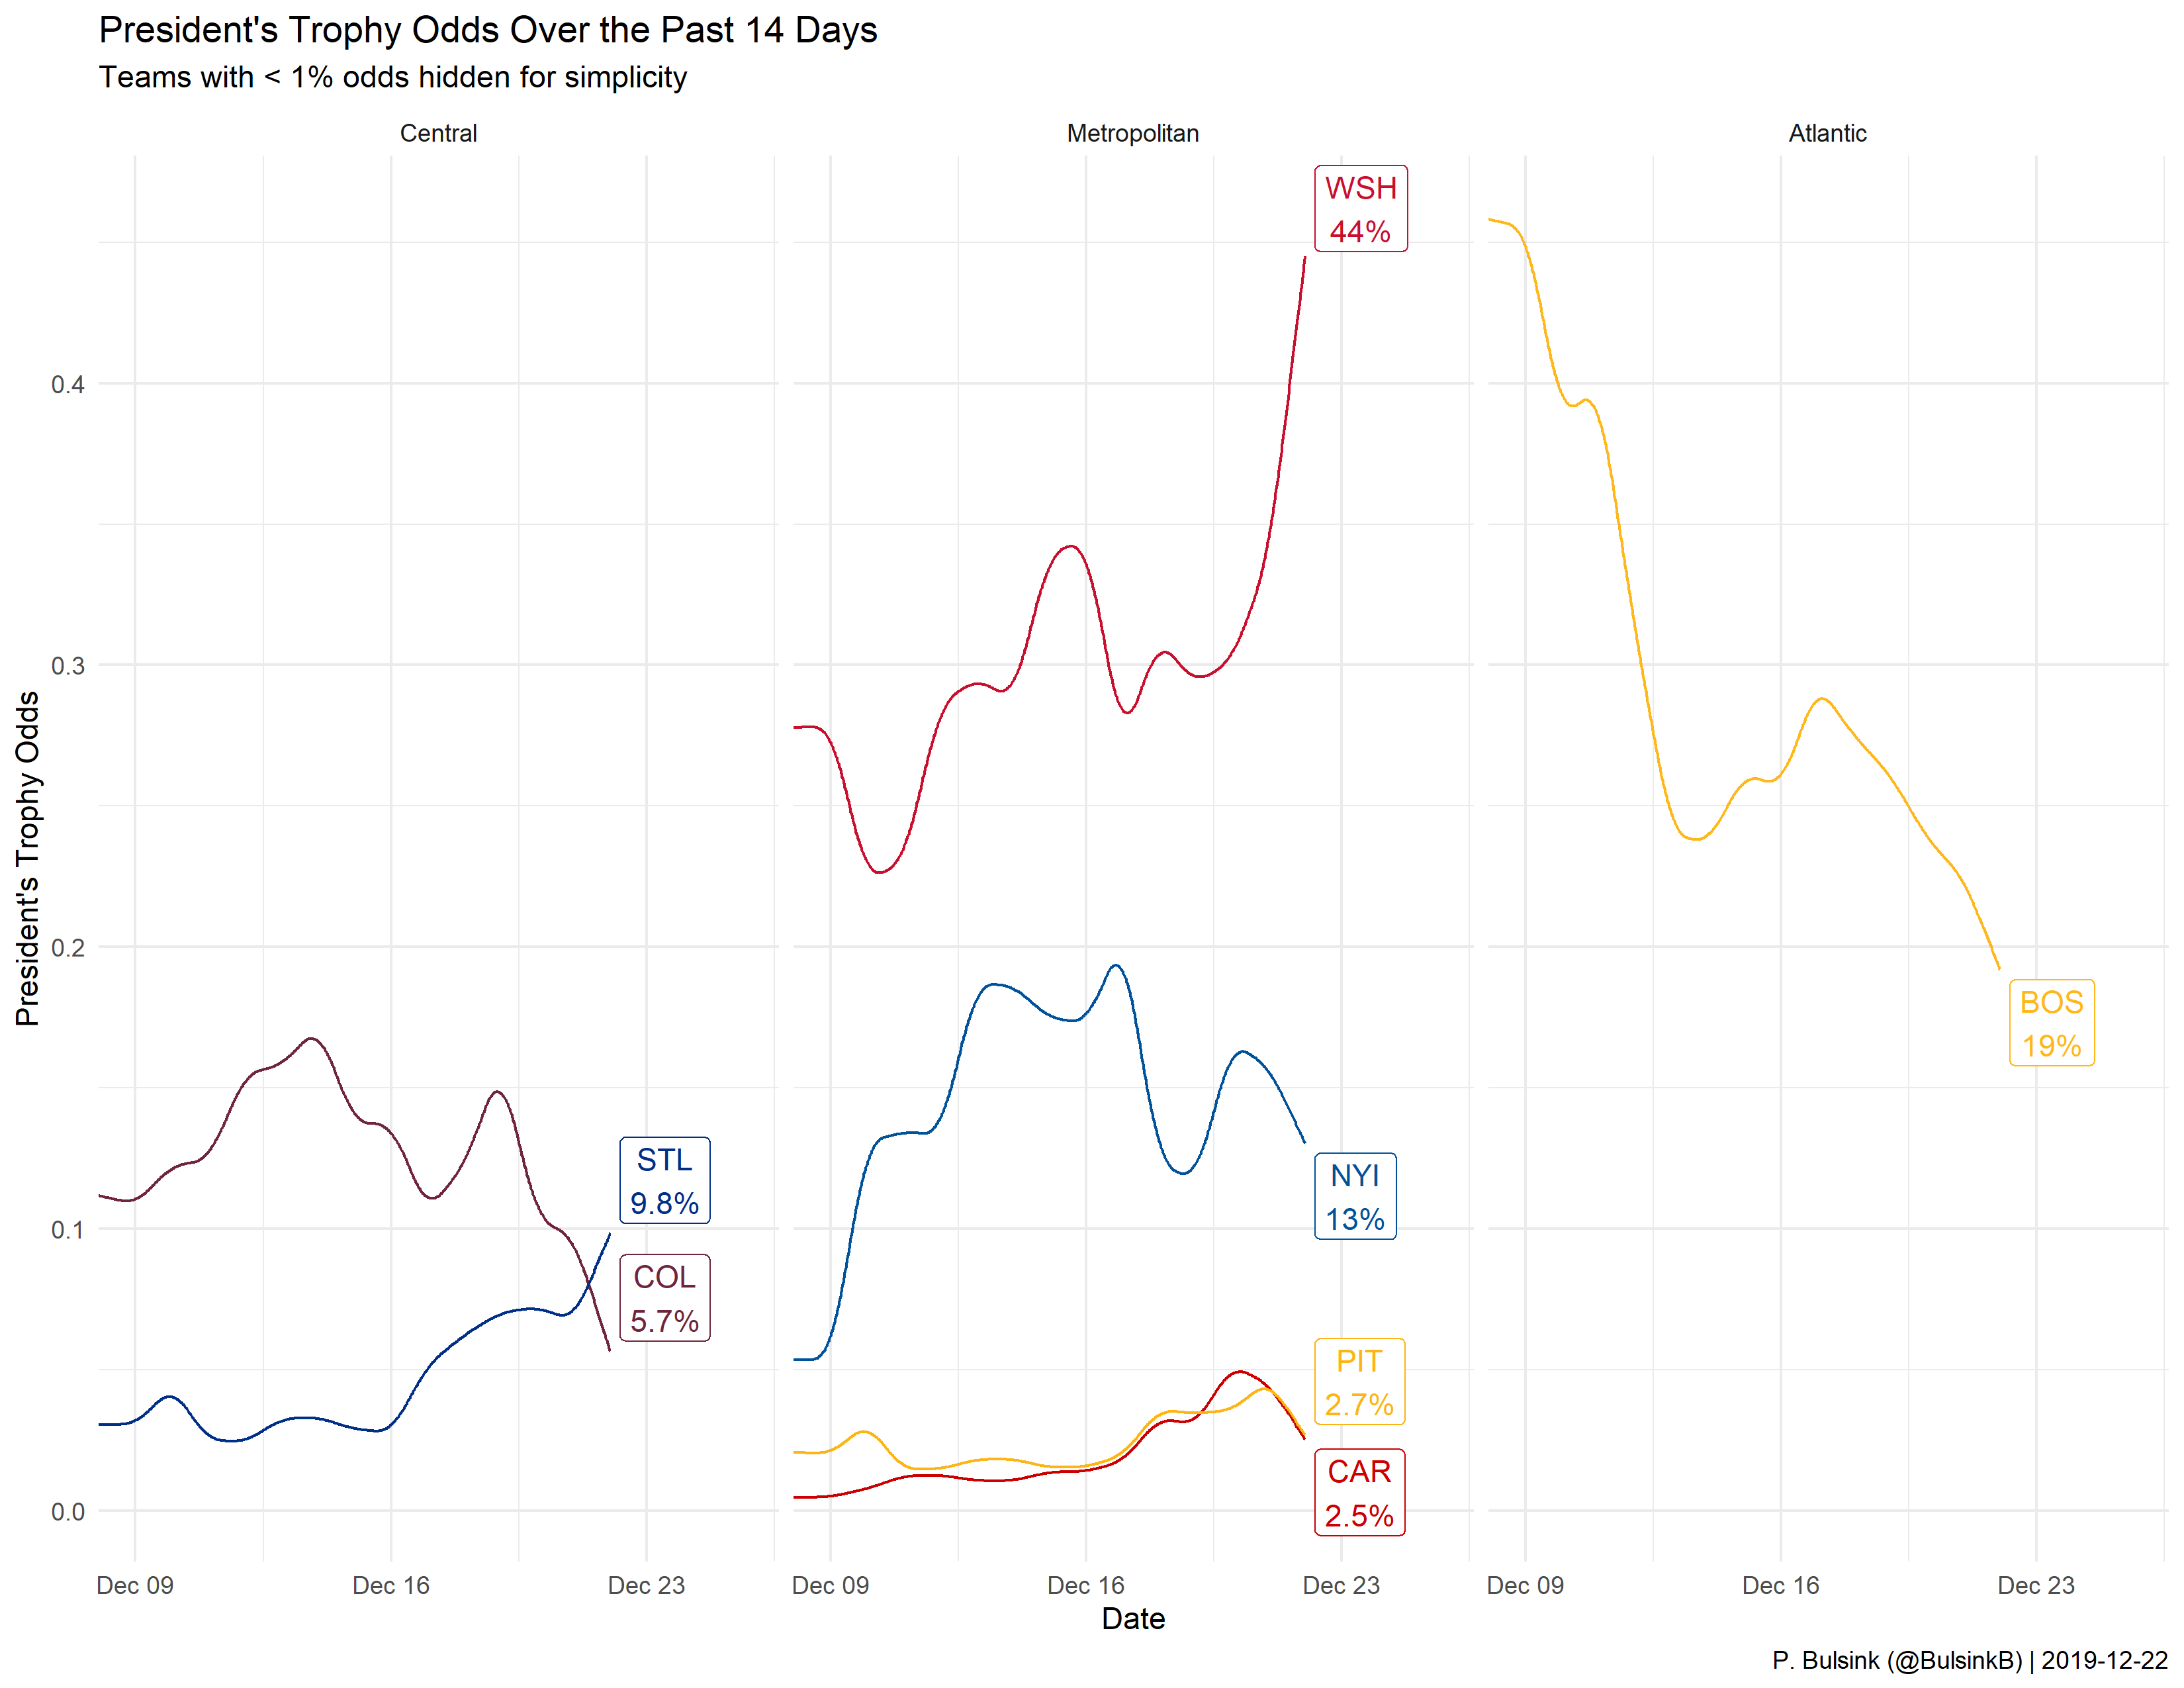 President's Trophy Odds Over the Past 14 Days
Teams with < 1% odds hidden for simplicity
Central
Metropolitan
Atlantic
President's Trophy Odds
0.4
0.3
0.2
0.1
0.0
STL
9.8%
COL
5.7%
WSH
44%
NYI
13%
PIT
2.7%
CAR
2.5%
BOS
19%
Dec 09
Dec 16
Dec 23
Dec 09
Dec 16
Dec 23
Dec 09
Dec 16
Dec 23
Date
P. Bulsink (@BulsinkB) | 2019-12-22